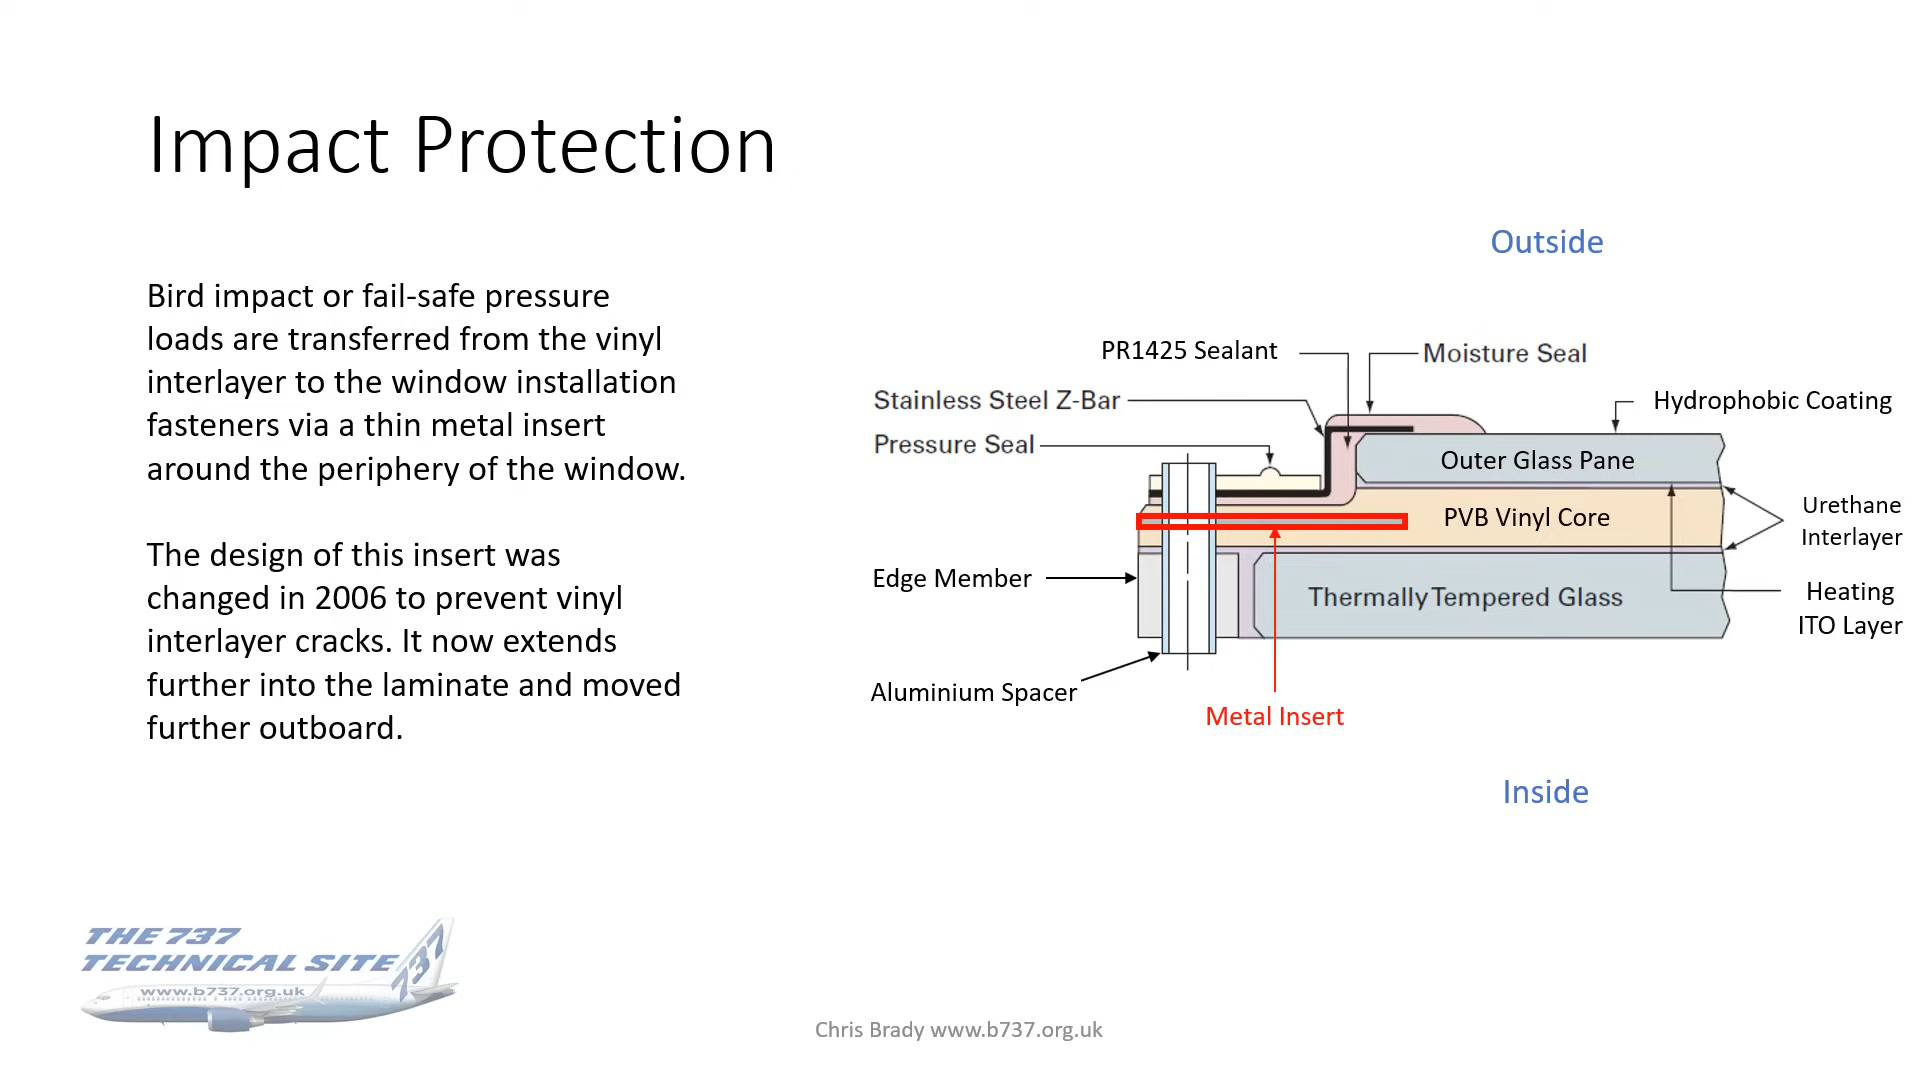 Impact Protection
Outside
Bird impact or fail-safe pressure
loads are transferred from the vinyl
interlayer to the window installation
fasteners via a thin metal insert
around the periphery of the window.
The design of this insert was
changed in 2006 to prevent vinyl
interlayer cracks. It now extends
further into the laminate and moved
further outboard.
PR1425 Sealant
Moisture Seal
Stainless Steel Z-Bar
Hydrophobic Coating
Pressure Seal
Outer Glass Pane
PVB Vinyl Core
Urethane
Interlayer
Edge Member
Thermally Tempered Glass
Heating
ITO Layer
Aluminium Spacer
Metal Insert
Inside
THE 737
TECHNICAL SITE
737
www.b737.org.uk
Chris Brady www.b737.org.uk